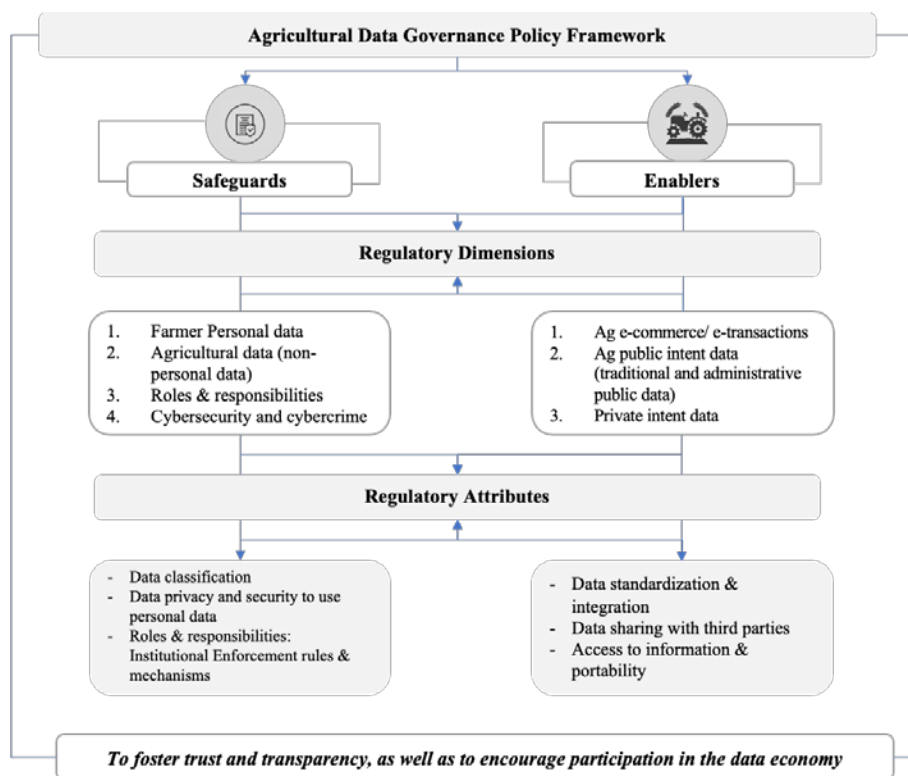 Agricultural Data Governance Policy Framework
Safeguards
Enablers
Regulatory Dimensions
1. Farmer Personal data
2. Agricultural data (non-
personal data)
3. Roles & responsibilities
4. Cybersecurity and cybercrime
1. Ag e-commerce/ e-transactions
2. Ag public intent data
(traditional and administrative
public data)
3. Private intent data
Regulatory Attributes
- Data classification
- Data privacy and security to use
personal data
- Roles & responsibilities:
Institutional Enforcement rules &
mechanisms
- Data standardization &
integration
- Data sharing with third parties
- Access to information &
portability
To foster trust and transparency, as well as to encourage participation in the data economy